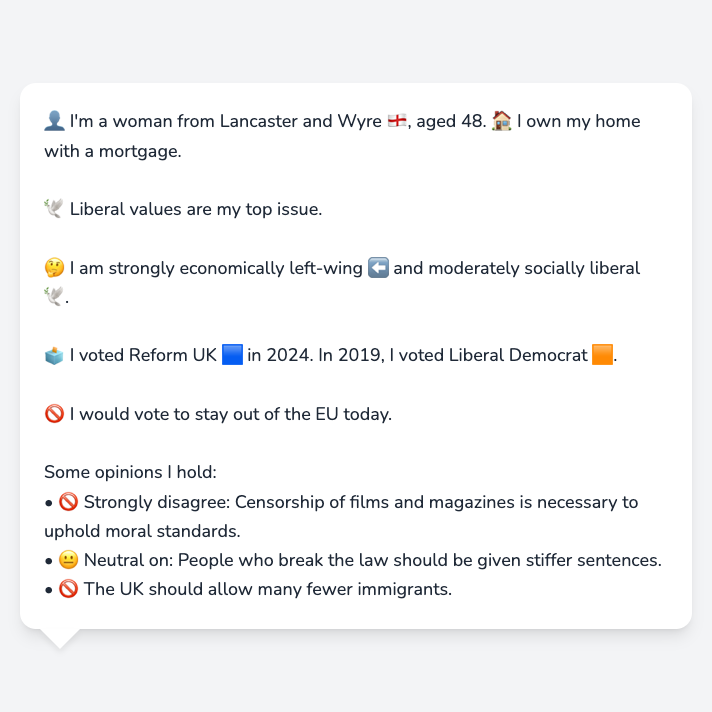 👤 I'm a woman from Lancaster and Wyre 🏴󠁧󠁢󠁥󠁮󠁧󠁿, aged 48. 🏠 I own my home
with a mortgage.
🕊️ Liberal values are my top issue.
🤔 I am strongly economically left-wing ⬅️ and moderately socially liberal
🕊️.
🗳️ I voted Reform UK 🟦 in 2024. In 2019, I voted Liberal Democrat 🟧.
🚫 I would vote to stay out of the EU today.
Some opinions I hold:
• 🚫 Strongly disagree: Censorship of films and magazines is necessary to
uphold moral standards.
• 😐 Neutral on: People who break the law should be given stiffer sentences.
• 🚫 The UK should allow many fewer immigrants.